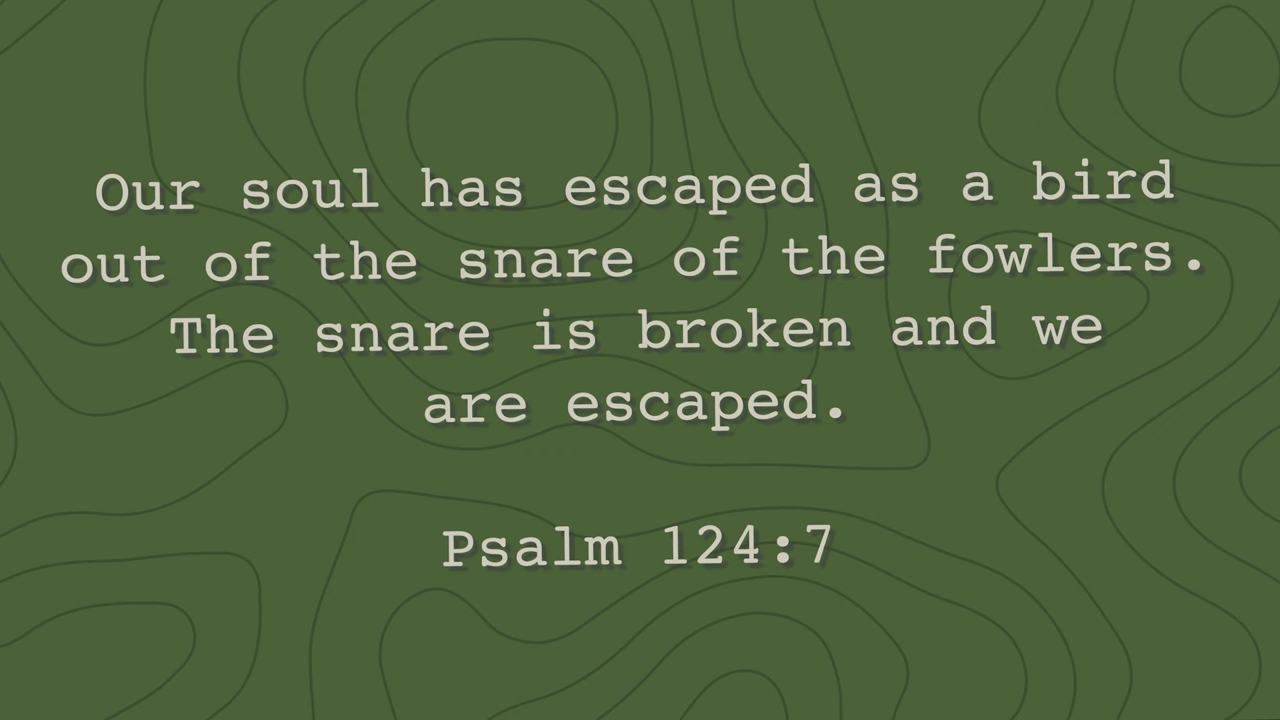 Our soul has escaped as a bird
out of the snare of the fowlers.
The snare is broken and we
are escaped.
Psalm 124:7